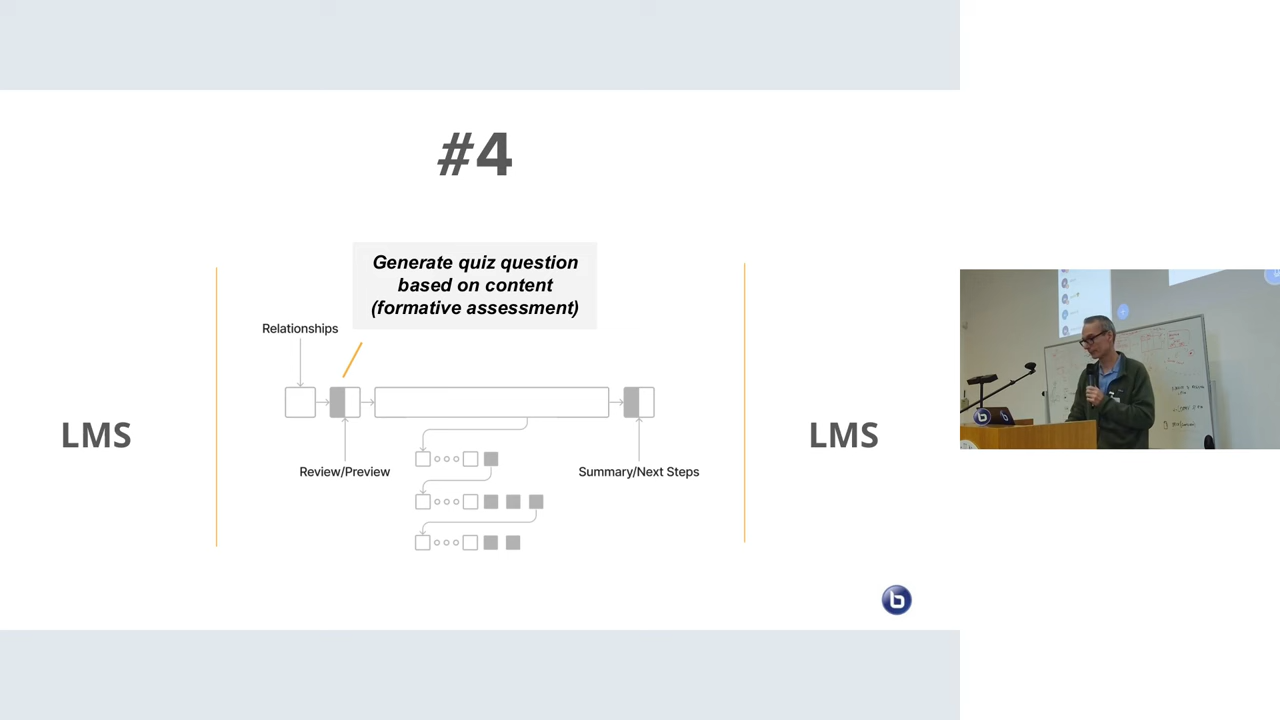 #4
Generate quiz question
based on content
(formative assessment)
Relationships
LMS
LMS
Review/Preview
Summary/Next Steps
b